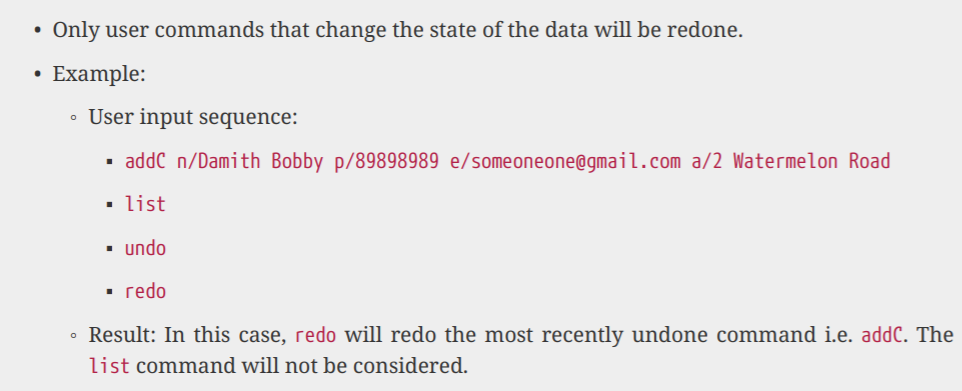 • Only user commands that change the state of the data will be redone.
• Example:
◦ User input sequence:
▪ addC n/Damith Bobby p/89898989 e/someoneone@gmail.com a/2 Watermelon Road
▪ list
▪ undo
▪ redo
◦ Result: In this case, redo will redo the most recently undone command i.e. addC. The
list command will not be considered.